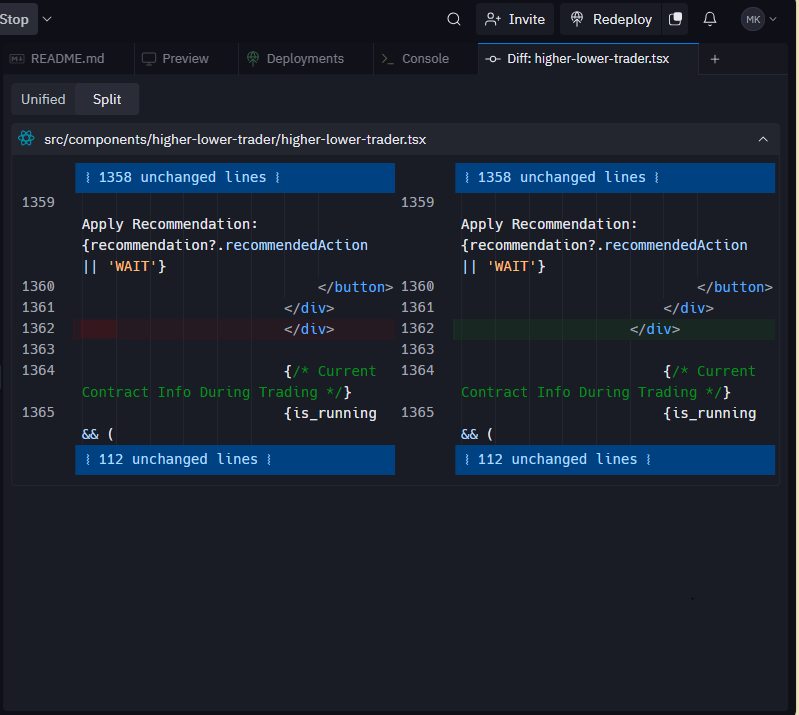 Stop
Invite
Redeploy
MK
README.md
Preview
Deployments
Console
Diff: higher-lower-trader.tsx
Unified
Split
src/components/higher-lower-trader/higher-lower-trader.tsx
1358 unchanged lines
1359
Apply Recommendation:
{recommendation?.recommendedAction
|| 'WAIT'}
1360 </button>
1361 </div>
1362 </div>
1363
1364 {/* Current
Contract Info During Trading */}
1365 {is_running
&& (
112 unchanged lines
1358 unchanged lines
1359
Apply Recommendation:
{recommendation?.recommendedAction
|| 'WAIT'}
1360 </button>
1361 </div>
1362 </div>
1363
1364 {/* Current
Contract Info During Trading */}
1365 {is_running
&& (
112 unchanged lines